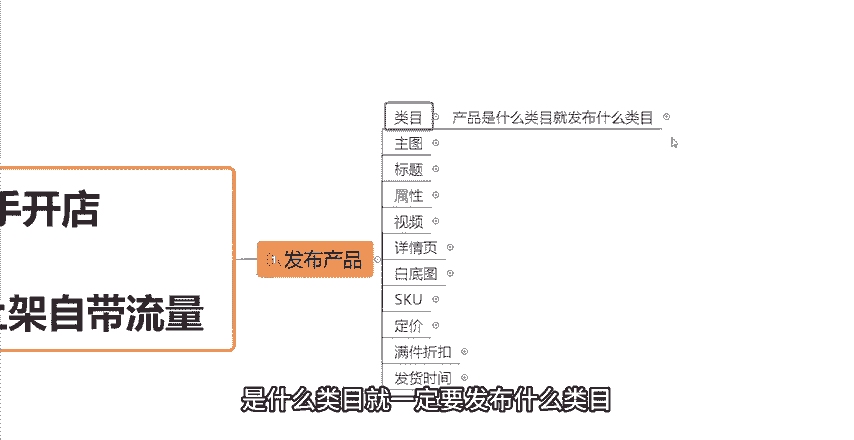 类目
产品是什么类目就发布什么类目
主图
标题
属性
视频
详情页
白底图
SKU
定价
满件折扣
发货时间
1
发布产品
手开店
上架自带流量
是什么类目就一定要发布什么类目